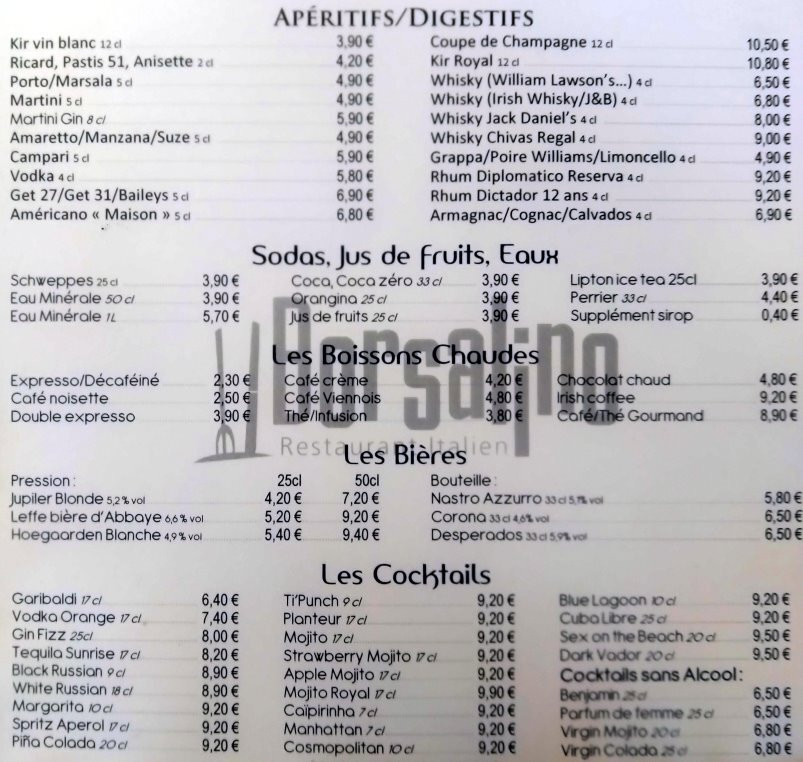 APÉRITIFS/DIGESTIFS
Kir vin blanc 12 cl 3,90 €
Ricard, Pastis 51, Anisette 2 cl 4,20 €
Porto/Marsala 5 cl 4,90 €
Martini 5 cl 4,90 €
Martini Gin 8 cl 5,90 €
Amaretto/Manzana/Suze 5 cl 4,90 €
Campari 5 cl 5,90 €
Vodka 4 cl 5,80 €
Get 27/Get 31/Baileys 5 cl 6,90 €
Américano « Maison » 5 cl 6,80 €
Coupe de Champagne 12 cl 10,50 €
Kir Royal 12 cl 10,80 €
Whisky (William Lawson's...) 4 cl 6,50 €
Whisky (Irish Whisky/J&B) 4 cl 6,80 €
Whisky Jack Daniel's 4 cl 8,00 €
Whisky Chivas Regal 4 cl 9,00 €
Grappa/Poire Williams/Limoncello 4 cl 4,90 €
Rhum Diplomatico Reserva 4 cl 9,20 €
Rhum Dictador 12 ans 4 cl 9,20 €
Armagnac/Cognac/Calvados 4 cl 6,90 €
Sodas, Jus de fruits, Eaux
Schweppes 25 cl 3,90 €
Eau Minérale 50 cl 3,90 €
Eau Minérale 1L 5,70 €
Coca, Coca zéro 33 cl 3,90 €
Orangina 25 cl 3,90 €
Jus de fruits 25 cl 3,90 €
Lipton ice tea 25cl 3,90 €
Perrier 33 cl 4,40 €
Supplément sirop 0,40 €
Dorsalino
Restaurant Italien
Les Boissons Chaudes
Expresso/Décaféiné 2,30 €
Café noisette 2,50 €
Double expresso 3,90 €
Café crème 4,20 €
Café Viennois 4,80 €
Thé/Infusion 3,80 €
Chocolat chaud 4,80 €
Irish coffee 9,20 €
Café/Thé Gourmand 8,90 €
Les Bières
Pression : 25cl 50cl
Jupiler Blonde 5,2 % vol 4,20 € 7,20 €
Leffe bière d'Abbaye 6,6 % vol 5,20 € 9,20 €
Hoegaarden Blanche 4,9 % vol 5,40 € 9,40 €
Bouteille :
Nastro Azzurro 33 cl 5,1% vol 5,80 €
Corona 33 cl 4,6% vol 6,50 €
Desperados 33 cl 5,9% vol 6,50 €
Les Cocktails
Garibaldi 17 cl 6,40 €
Vodka Orange 17 cl 7,40 €
Gin Fizz 25cl 8,00 €
Tequila Sunrise 17 cl 8,20 €
Black Russian 9 cl 8,90 €
White Russian 18 cl 8,90 €
Margarita 10 cl 9,20 €
Spritz Aperol 17 cl 9,20 €
Piña Colada 20 cl 9,20 €
Ti'Punch 9 cl 9,20 €
Planteur 17 cl 9,20 €
Mojito 17 cl 9,20 €
Strawberry Mojito 17 cl 9,20 €
Apple Mojito 17 cl 9,20 €
Mojito Royal 17 cl 9,90 €
Caïpirinha 7 cl 9,20 €
Manhattan 7 cl 9,20 €
Cosmopolitan 10 cl 9,20 €
Blue Lagoon 10 cl 9,20 €
Cuba Libre 25 cl 9,20 €
Sex on the Beach 20 cl 9,50 €
Dark Vador 20 cl 9,50 €
Cocktails sans Alcool :
Benjamin 25 cl 6,50 €
Parfum de femme 25 cl 6,50 €
Virgin Mojito 20 cl 6,80 €
Virgin Colada 25 cl 6,80 €